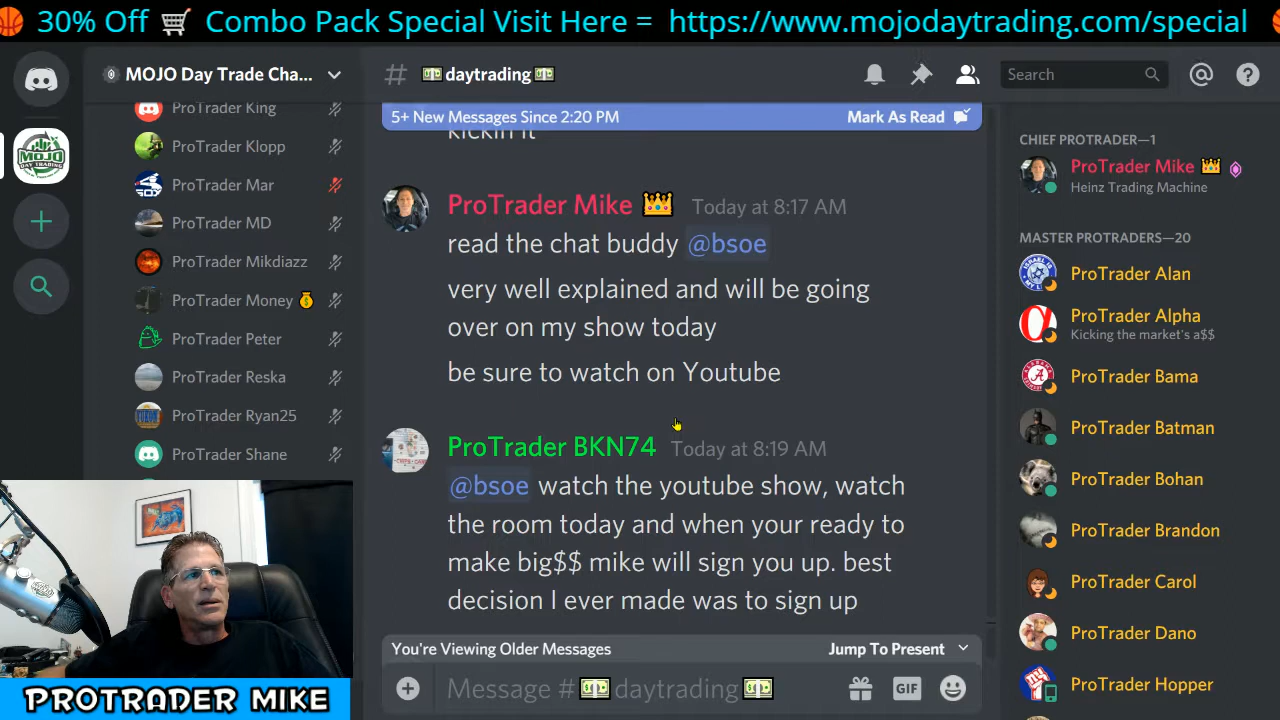 30% Off 🛒 Combo Pack Special Visit Here = https://www.mojodaytrading.com/special
MOJO Day Trade Cha...
ProTrader King
ProTrader Klopp
ProTrader Mar
ProTrader MD
ProTrader Mikdiazz
ProTrader Money 💰
ProTrader Peter
ProTrader Reska
ProTrader Ryan25
ProTrader Shane
PROTRADER MIKE
MOJO
DAY TRADING
# 💵daytrading💵
5+ New Messages Since 2:20 PM Mark As Read
kickin it
ProTrader Mike 👑 Today at 8:17 AM
read the chat buddy @bsoe
very well explained and will be going
over on my show today
be sure to watch on Youtube
ProTrader BKN74 Today at 8:19 AM
@bsoe watch the youtube show, watch
the room today and when your ready to
make big$$ mike will sign you up. best
decision I ever made was to sign up
You're Viewing Older Messages Jump To Present
Message #💵daytrading💵
GIF
Search
CHIEF PROTRADER—1
ProTrader Mike 👑
Heinz Trading Machine
MASTER PROTRADERS—20
ProTrader Alan
ProTrader Alpha
Kicking the market's a$$
ProTrader Bama
ProTrader Batman
ProTrader Bohan
ProTrader Brandon
ProTrader Carol
ProTrader Dano
ProTrader Hopper